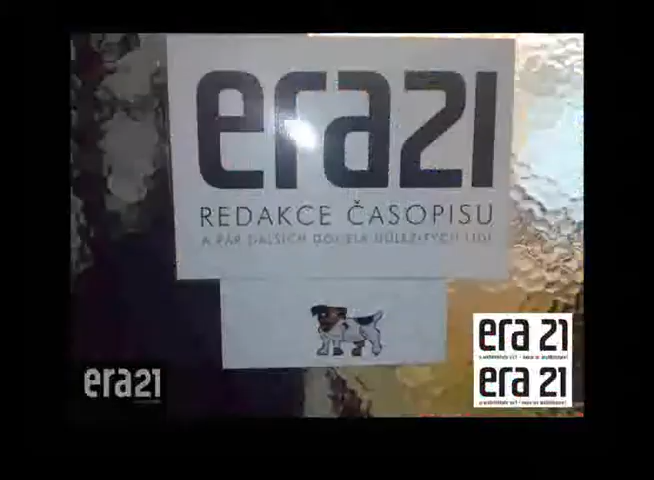 era21
REDAKCE ČASOPISU
A PÁR DALŠÍCH DOCELA DŮLEŽITÝCH LIDÍ
era21
era 21
era 21